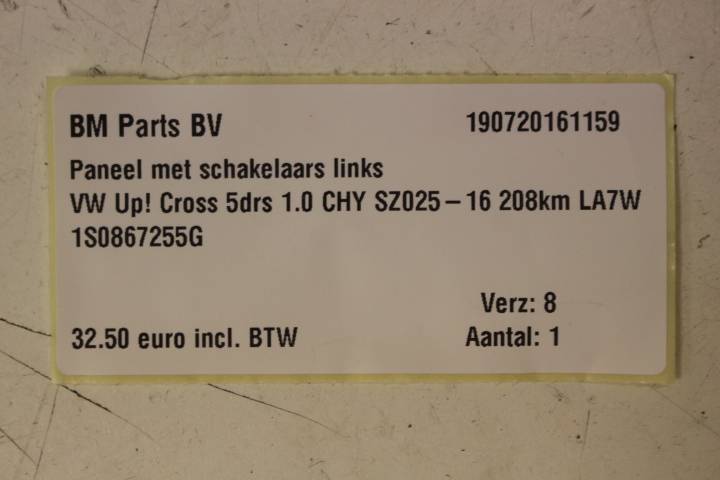 BM Parts BV 190720161159
Paneel met schakelaars links
VW Up! Cross 5drs 1.0 CHY SZ025-16 208km LA7W
1S0867255G
Verz: 8
32.50 euro incl. BTW Aantal: 1